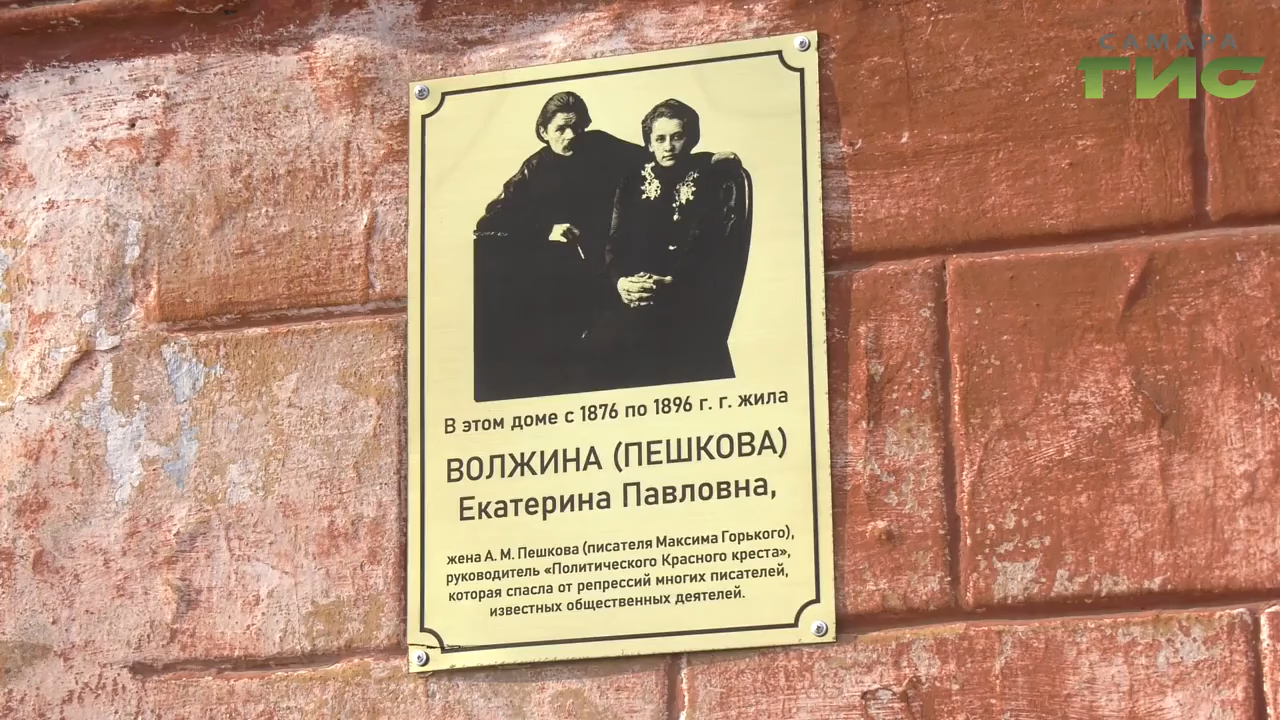 САМАРА
ГИС
В этом доме с 1876 по 1896 г. г. жила
ВОЛЖИНА (ПЕШКОВА)
Екатерина Павловна,
жена А. М. Пешкова (писателя Максима Горького),
руководитель «Политического Красного креста»,
которая спасла от репрессий многих писателей,
известных общественных деятелей.